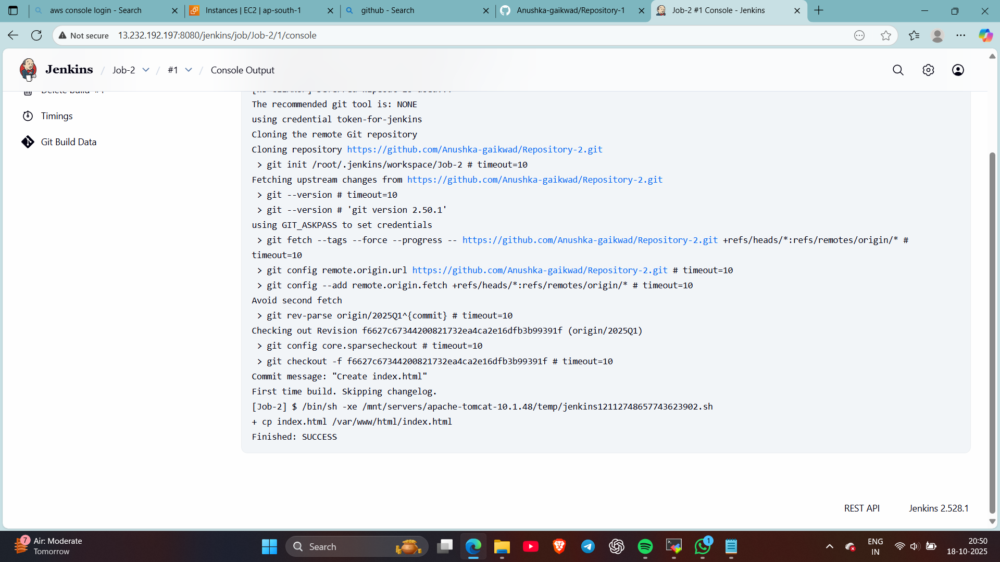 aws console login - Search
Instances | EC2 | ap-south-1
github - Search
Anushka-gaikwad/Repository-1
Job-2 #1 Console - Jenkins
Not secure
13.232.192.197:8080/jenkins/job/Job-2/1/console
Jenkins / Job-2 / #1 / Console Output
Timings
Git Build Data
The recommended git tool is: NONE
using credential token-for-jenkins
Cloning the remote Git repository
Cloning repository https://github.com/Anushka-gaikwad/Repository-2.git
> git init /root/.jenkins/workspace/Job-2 # timeout=10
Fetching upstream changes from https://github.com/Anushka-gaikwad/Repository-2.git
> git --version # timeout=10
> git --version # 'git version 2.50.1'
using GIT_ASKPASS to set credentials
> git fetch --tags --force --progress -- https://github.com/Anushka-gaikwad/Repository-2.git +refs/heads/*:refs/remotes/origin/* #
timeout=10
> git config remote.origin.url https://github.com/Anushka-gaikwad/Repository-2.git # timeout=10
> git config --add remote.origin.fetch +refs/heads/*:refs/remotes/origin/* # timeout=10
Avoid second fetch
> git rev-parse origin/2025Q1^{commit} # timeout=10
Checking out Revision f6627c67344200821732ea4ca2e16dfb3b99391f (origin/2025Q1)
> git config core.sparsecheckout # timeout=10
> git checkout -f f6627c67344200821732ea4ca2e16dfb3b99391f # timeout=10
Commit message: "Create index.html"
First time build. Skipping changelog.
[Job-2] $ /bin/sh -xe /mnt/servers/apache-tomcat-10.1.48/temp/jenkins12112748657743623902.sh
+ cp index.html /var/www/html/index.html
Finished: SUCCESS
REST API
Jenkins 2.528.1
7
Air: Moderate
Tomorrow
Search
1
ENG
IN
20:50
18-10-2025